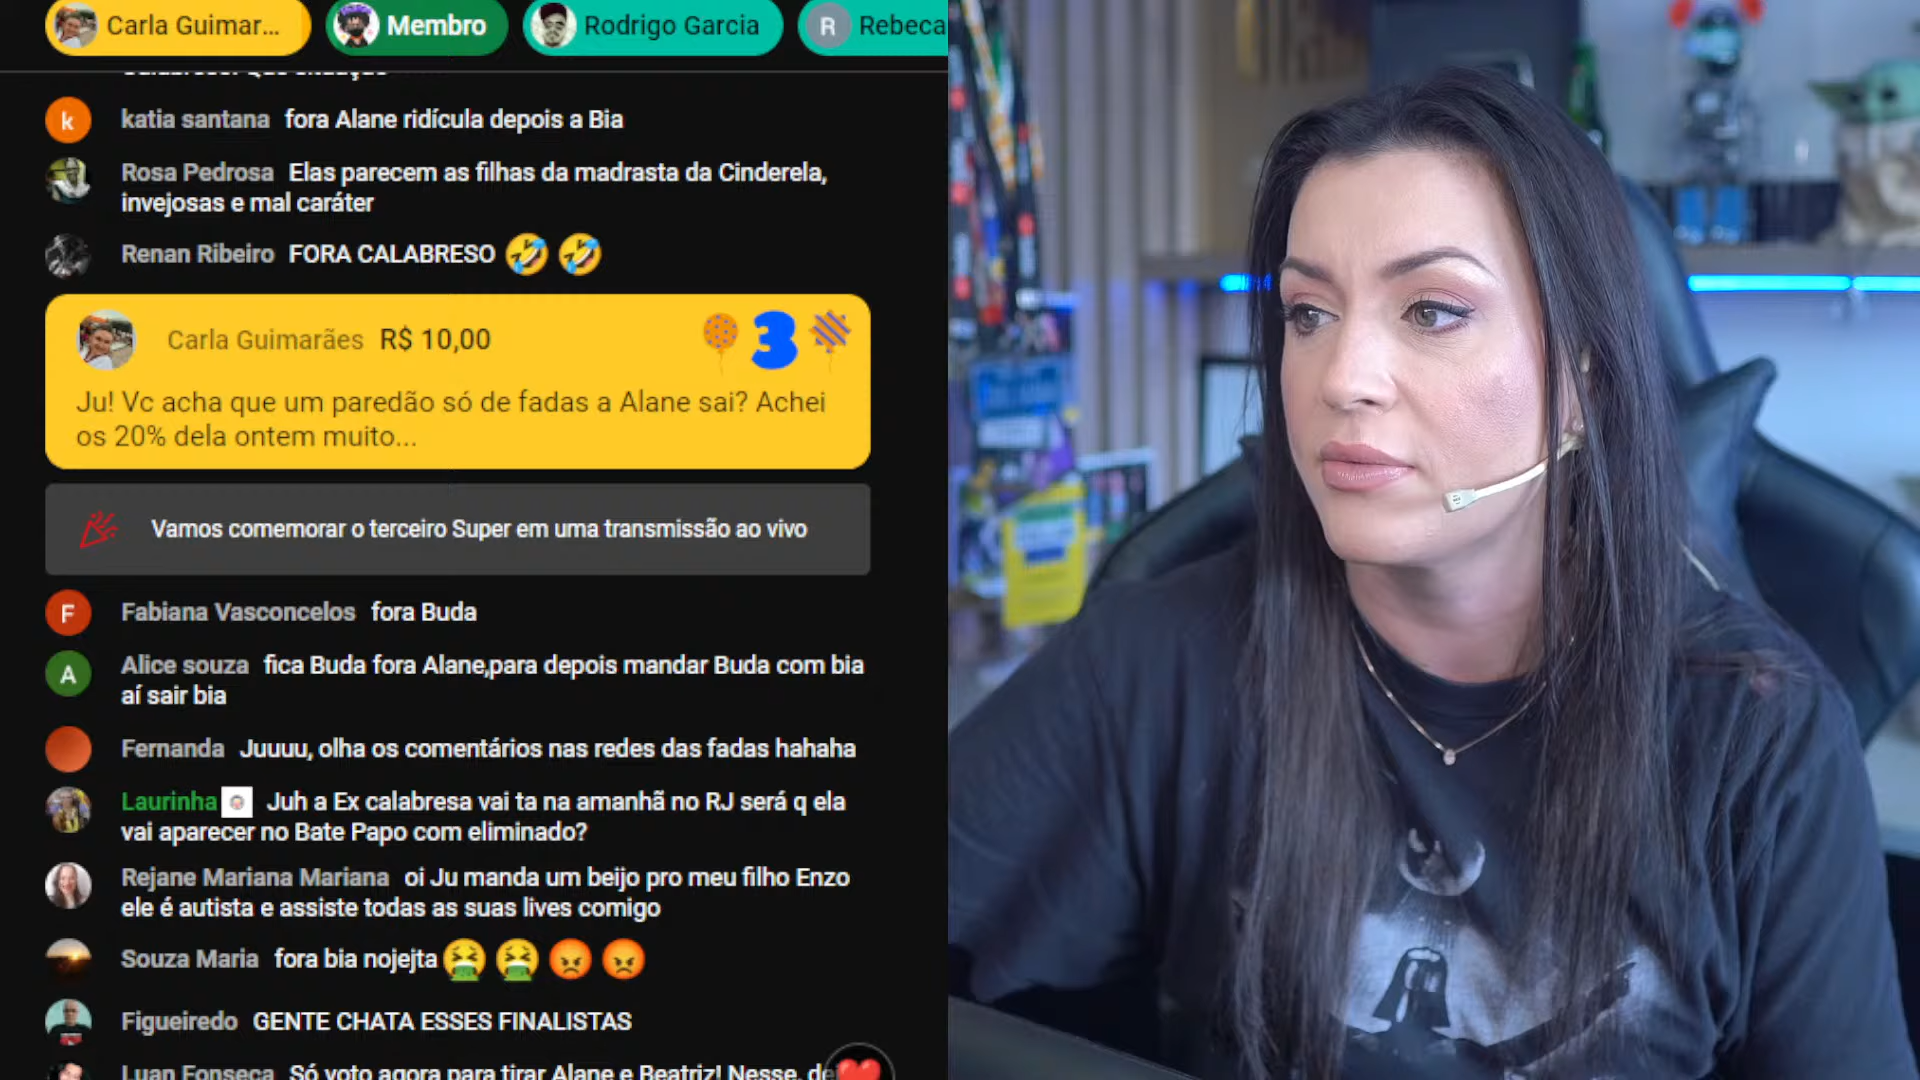 Carla Guimar...
Membro
Rodrigo Garcia
R
Rebeca
k
katia santana fora Alane ridícula depois a Bia
Rosa Pedrosa Elas parecem as filhas da madrasta da Cinderela,
invejosas e mal caráter
Renan Ribeiro FORA CALABRESO 🤣 🤣
Carla Guimarães R$ 10,00
3
Ju! Vc acha que um paredão só de fadas a Alane sai? Achei
os 20% dela ontem muito...
Vamos comemorar o terceiro Super em uma transmissão ao vivo
F
Fabiana Vasconcelos fora Buda
A
Alice souza fica Buda fora Alane,para depois mandar Buda com bia
aí sair bia
Fernanda Juuuu, olha os comentários nas redes das fadas hahaha
Laurinha Juh a Ex calabresa vai ta na amanhã no RJ será q ela
vai aparecer no Bate Papo com eliminado?
Rejane Mariana Mariana oi Ju manda um beijo pro meu filho Enzo
ele é autista e assiste todas as suas lives comigo
Souza Maria fora bia nojejta 🤮 🤮 😡 😡
Figueiredo GENTE CHATA ESSES FINALISTAS
Luan Fonseca Só voto agora para tirar Alane e Beatriz! Nesse,